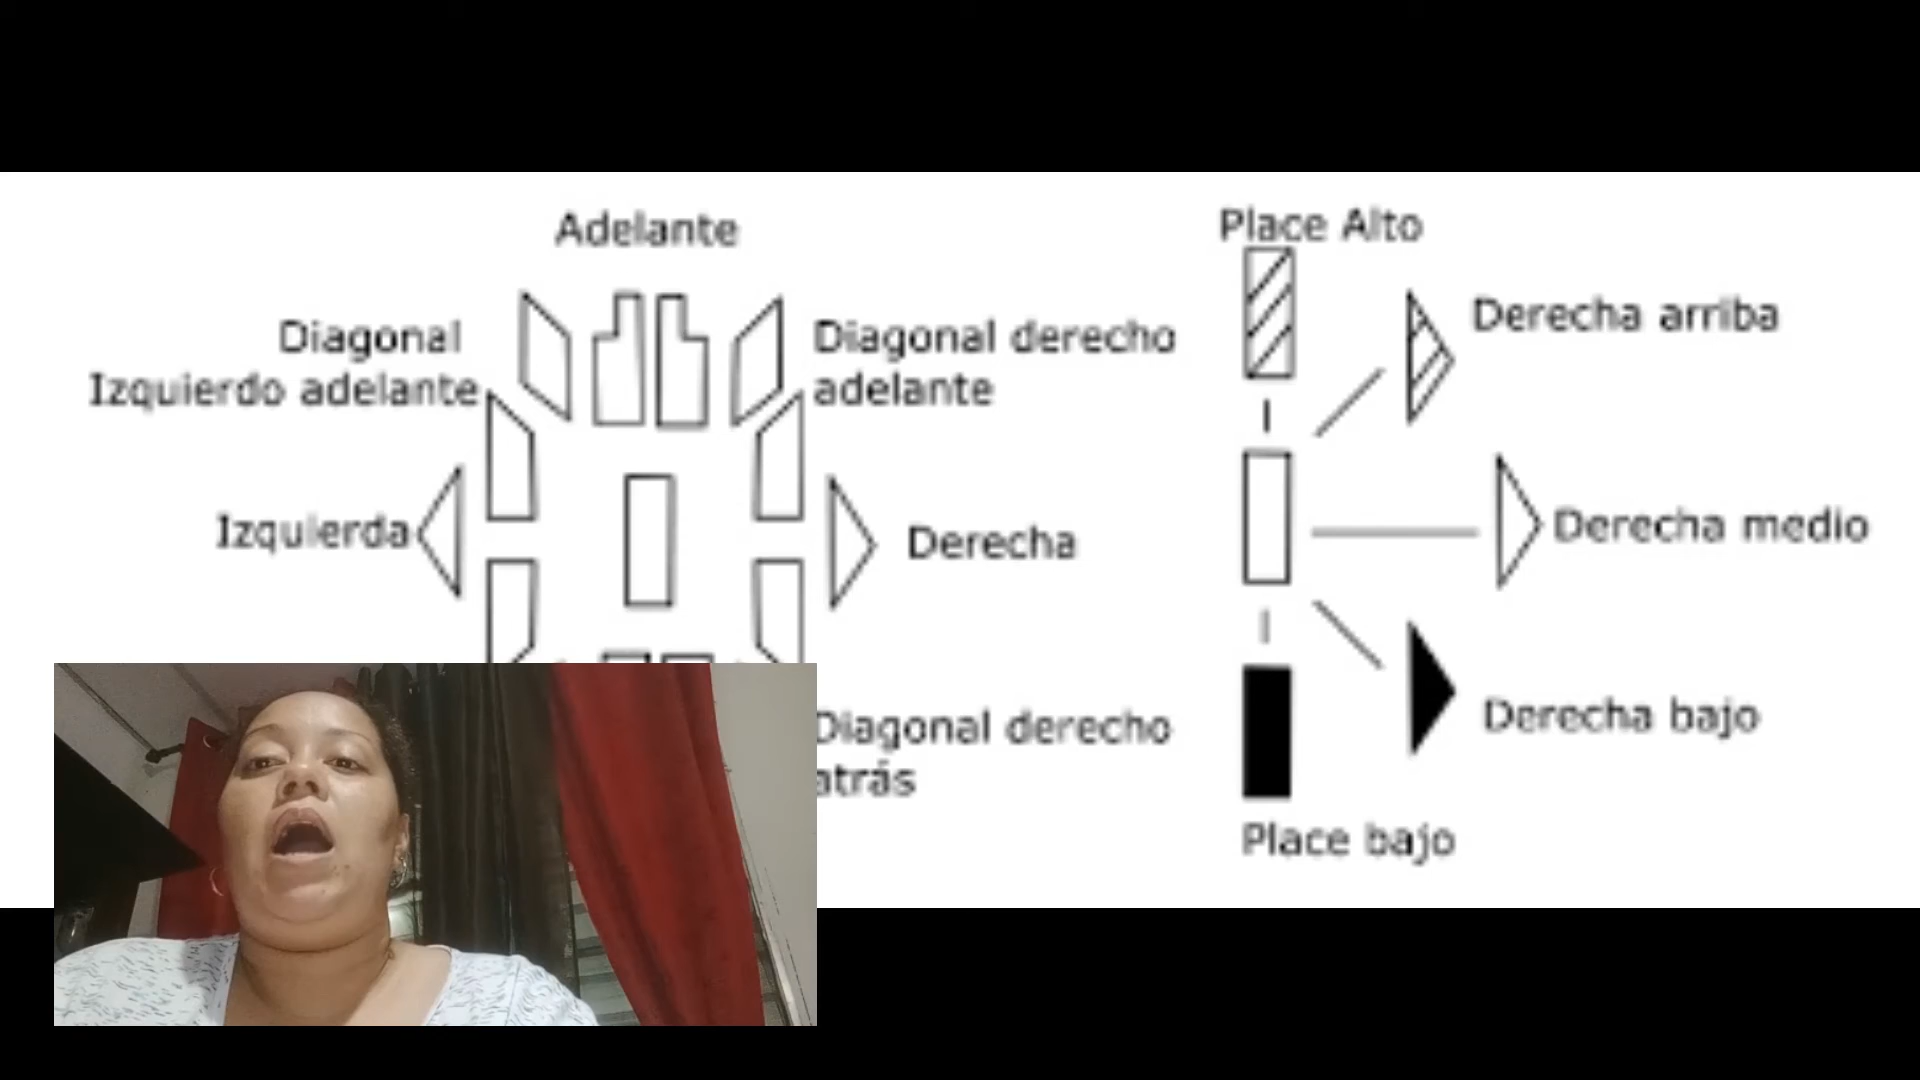 Adelante
Diagonal
Izquierdo adelante
Diagonal derecho
adelante
Izquierda
Derecha
Diagonal derecho
atrás
Place Alto
Derecha arriba
Derecha medio
Derecha bajo
Place bajo